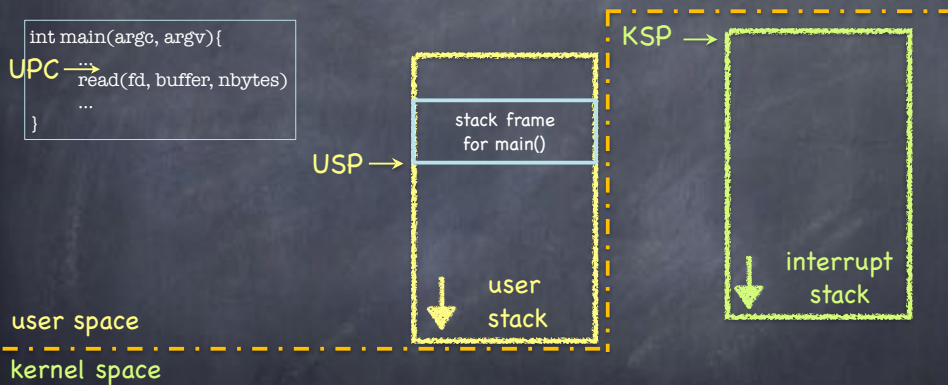 int main(argc, argv){
...
UPC
read(fd, buffer, nbytes)
...
}
KSP
stack frame
for main()
USP
user
stack
interrupt
stack
user space
kernel space